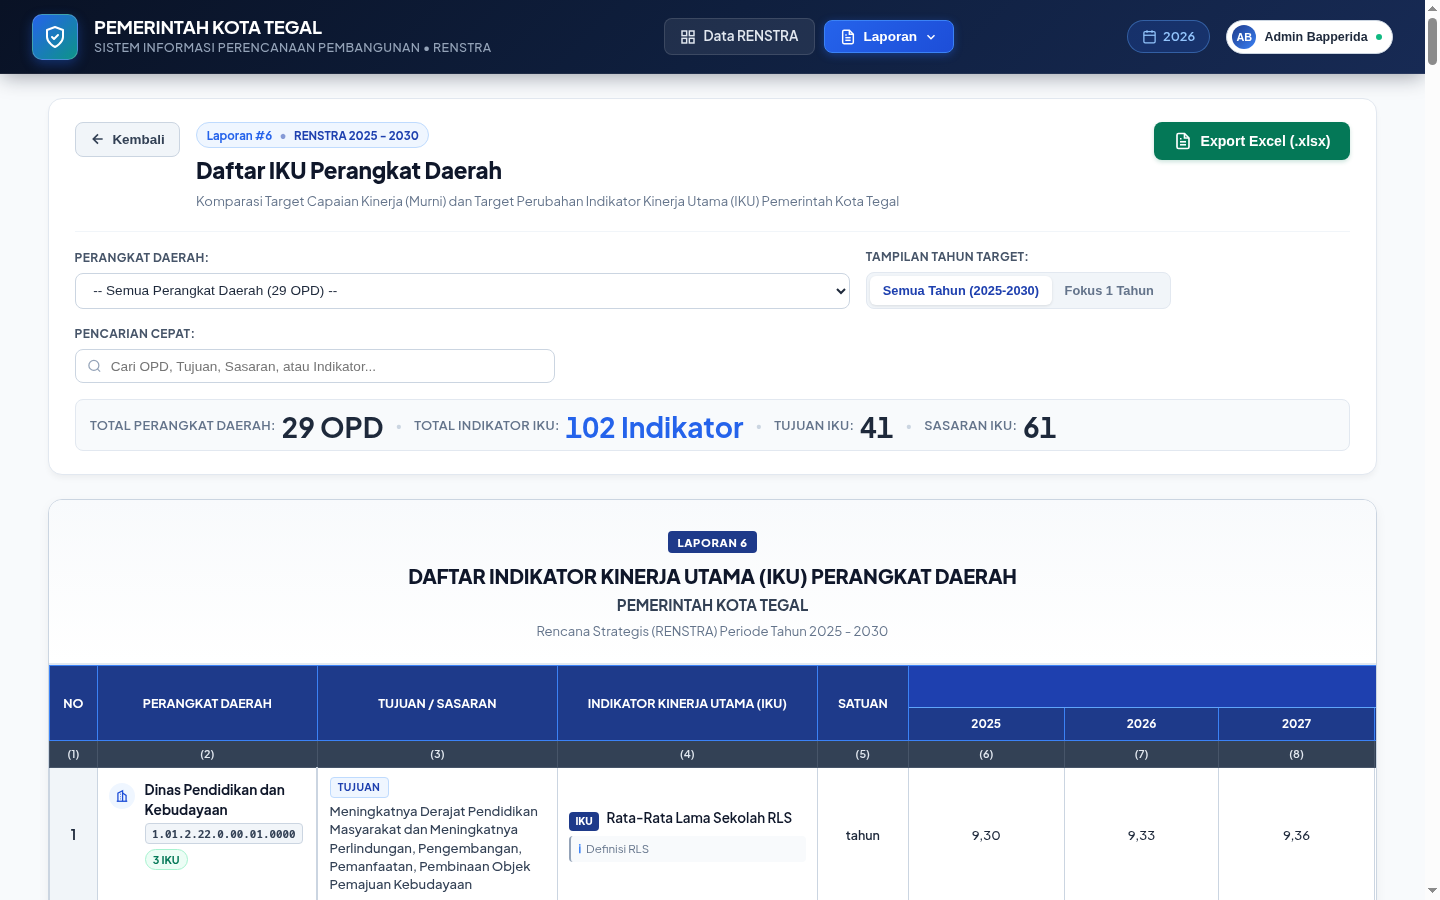 PEMERINTAH KOTA TEGAL
SISTEM INFORMASI PERENCANAAN PEMBANGUNAN • RENSTRA
Data RENSTRA
Laporan
2026
AB
Admin Bapperida
Kembali
Laporan #6 • RENSTRA 2025 - 2030
Daftar IKU Perangkat Daerah
Komparasi Target Capaian Kinerja (Murni) dan Target Perubahan Indikator Kinerja Utama (IKU) Pemerintah Kota Tegal
Export Excel (.xlsx)
PERANGKAT DAERAH:
-- Semua Perangkat Daerah (29 OPD) --
TAMPILAN TAHUN TARGET:
Semua Tahun (2025-2030)
Fokus 1 Tahun
PENCARIAN CEPAT:
Cari OPD, Tujuan, Sasaran, atau Indikator...
TOTAL PERANGKAT DAERAH: 29 OPD • TOTAL INDIKATOR IKU: 102 Indikator • TUJUAN IKU: 41 • SASARAN IKU: 61
LAPORAN 6
DAFTAR INDIKATOR KINERJA UTAMA (IKU) PERANGKAT DAERAH
PEMERINTAH KOTA TEGAL
Rencana Strategis (RENSTRA) Periode Tahun 2025 - 2030
NO
PERANGKAT DAERAH
TUJUAN / SASARAN
INDIKATOR KINERJA UTAMA (IKU)
SATUAN
2025
2026
2027
(1)
(2)
(3)
(4)
(5)
(6)
(7)
(8)
1
Dinas Pendidikan dan
Kebudayaan
1.01.2.22.0.00.01.0000
3 IKU
TUJUAN
Meningkatnya Derajat Pendidikan
Masyarakat dan Meningkatnya
Perlindungan, Pengembangan,
Pemanfaatan, Pembinaan Objek
Pemajuan Kebudayaan
IKU
Rata-Rata Lama Sekolah RLS
i Definisi RLS
tahun
9,30
9,33
9,36